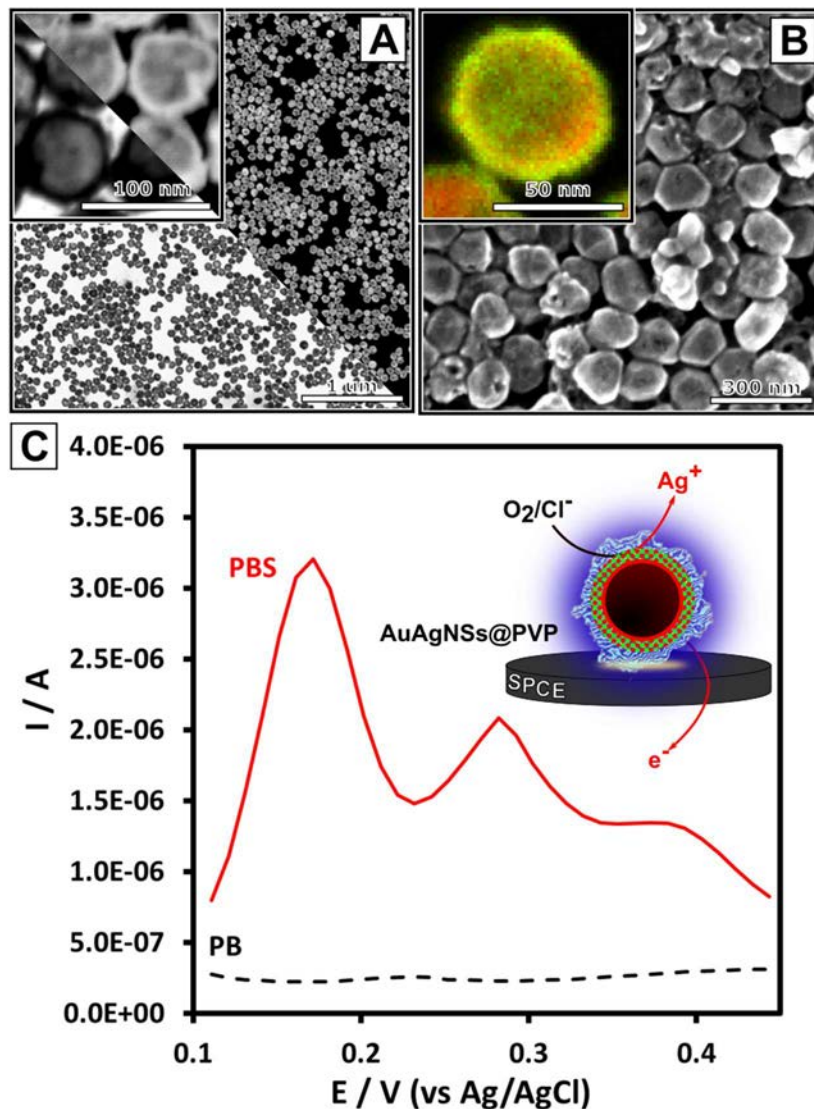 A
100 nm
1 um
B
50 nm
300 nm
C
4.0E-06
3.5E-06
3.0E-06
2.5E-06
2.0E-06
1.5E-06
1.0E-06
5.0E-07
0.0E+00
I / A
PBS
PB
O2/Cl-
Ag+
AuAgNSs@PVP
SPCE
e-
0.1 0.2 0.3 0.4
E / V (vs Ag/AgCl)